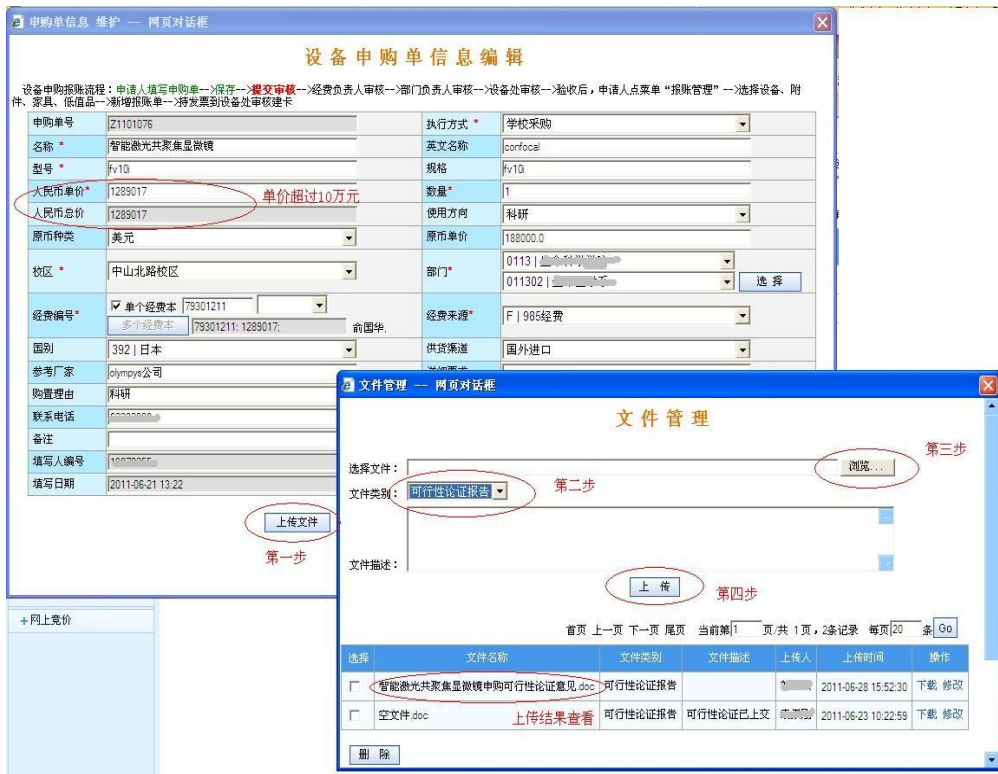 申购单信息 维护 -- 网页对话框
设备申购单信息编辑
设备申购报账流程：申请人填写申购单-->保存-->提交审核-->经费负责人审核-->部门负责人审核-->设备处审核-->验收后，申请人点菜单“报账管理”-->选择设备、附
件、家具、低值品-->新增报账单-->持发票到设备处审核建卡
申购单号 Z1101076 执行方式 * 学校采购
名称 * 智能激光共聚焦显微镜 英文名称 confocal
型号 * fv10i 规格 fv10i
人民币单价* 1289017 单价超过10万元 数量* 1
人民币总价 1289017 使用方向 科研
原币种类 美元 原币单价 188000.0
校区 * 中山北路校区 部门* 0113 |
011302 | 选 择
经费编号* 单个经费本 79301211 经费来源* F | 985经费
多个经费本 79301211: 1289017; 俞国华,
国别 392 | 日本 供货渠道 国外进口
参考厂家 olympys公司
购置理由 科研
联系电话
备注
填写人编号
填写日期 2011-06-21 13:22
上传文件
第一步
+网上竞价
文件管理 -- 网页对话框
文件管理
选择文件： 浏览... 第三步
文件类别： 可行性论证报告 第二步
文件描述：
上 传 第四步
首页 上一页 下一页 尾页 当前第1 页/共 1页，2条记录 每页20 条 Go
选择 文件名称 文件类别 文件描述 上传人 上传时间 操作
智能激光共聚焦显微镜申购可行性论证意见.doc 可行性论证报告 2011-06-28 15:52:30 下载 修改
空文件.doc 上传结果查看 可行性论证报告 可行性论证已上交 2011-06-23 10:22:59 下载 修改
删 除